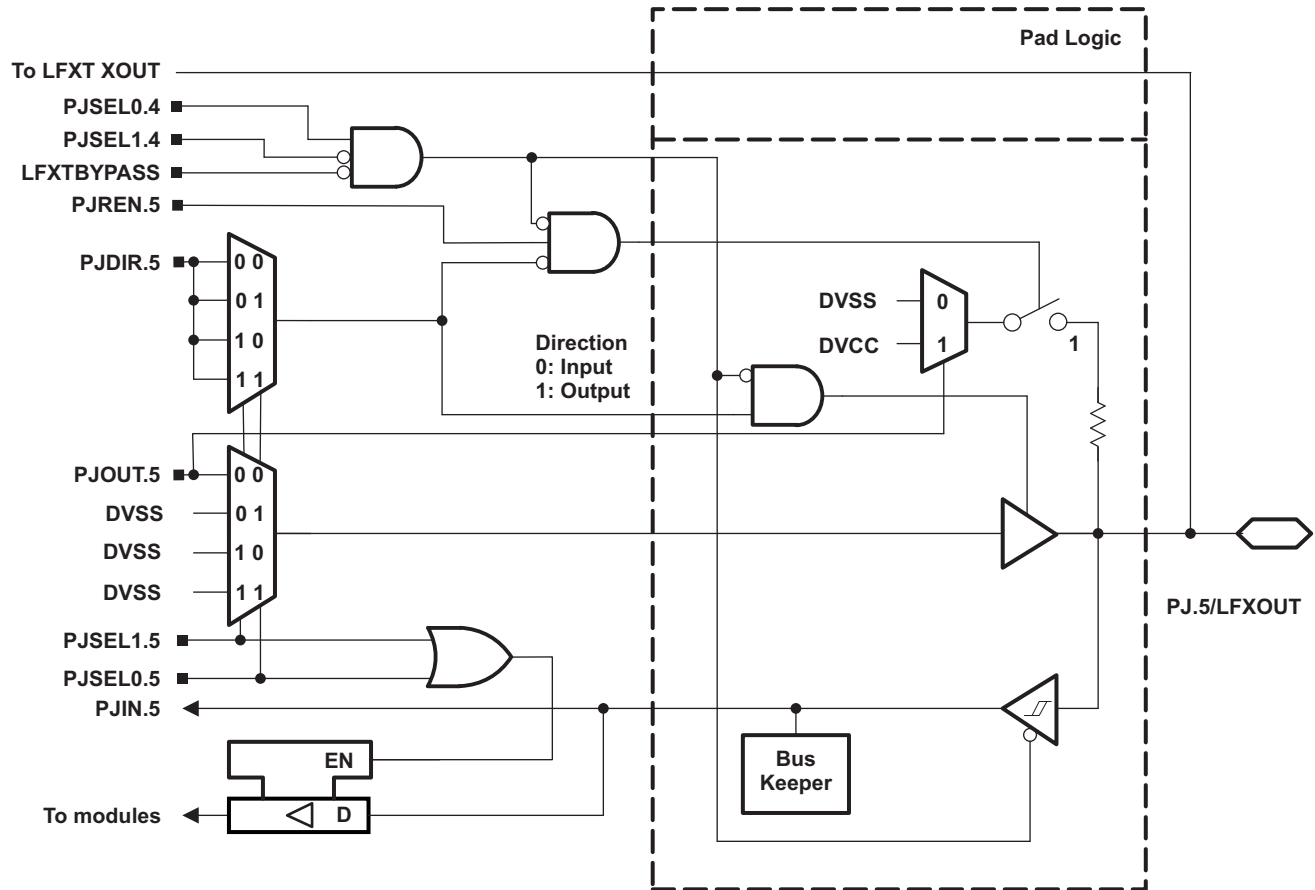 Pad Logic
To LFXT XOUT
PJSEL0.4
PJSEL1.4
LFXTBYPASS
PJREN.5
PJDIR.5
0 0
0 1
1 0
1 1
Direction
0: Input
1: Output
DVSS
0
DVCC
1
1
PJOUT.5
0 0
DVSS
0 1
DVSS
1 0
DVSS
1 1
PJ.5/LFXOUT
PJSEL1.5
PJSEL0.5
PJIN.5
EN
Bus
Keeper
To modules
D